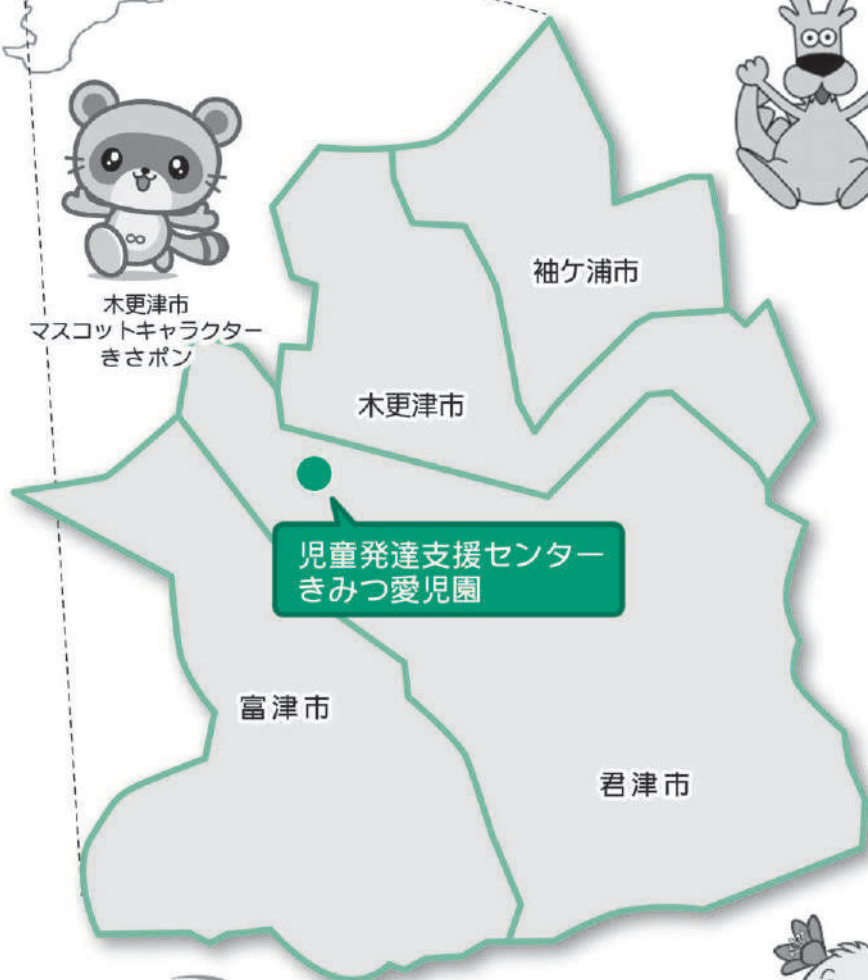 袖ケ浦市
木更津市
マスコットキャラクター
きさポン
木更津市
児童発達支援センター
きみつ愛児園
富津市
君津市